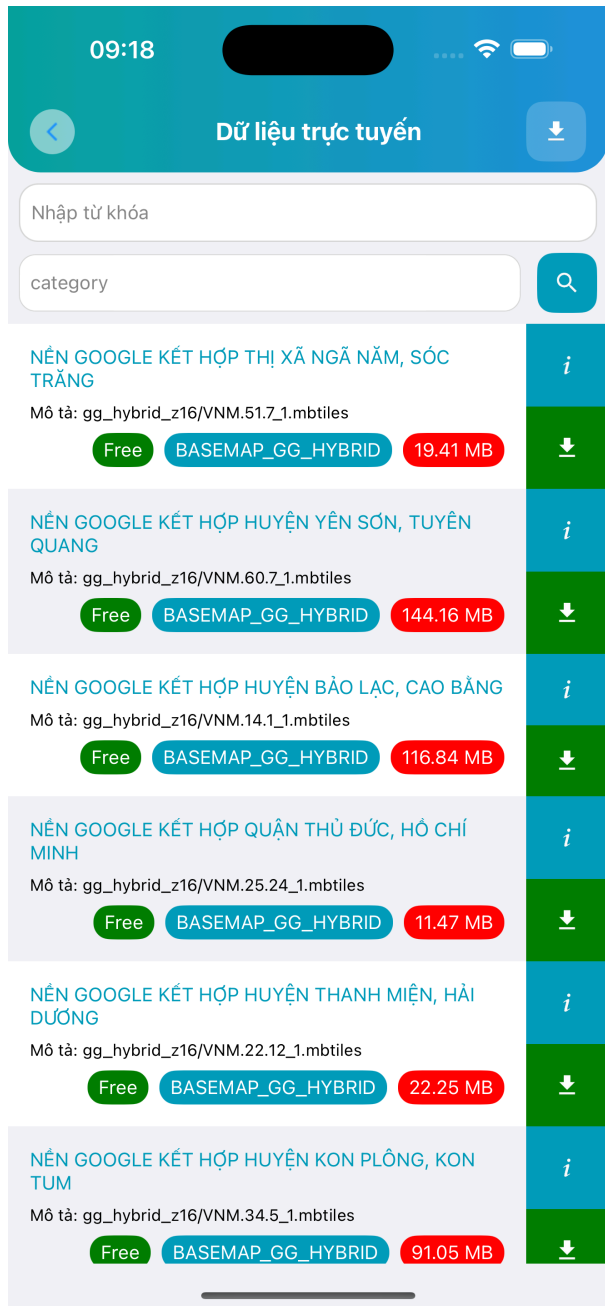 09:18
Dữ liệu trực tuyến
Nhập từ khóa
category
NỀN GOOGLE KẾT HỢP THỊ XÃ NGÃ NĂM, SÓC
TRĂNG
i
Mô tả: gg_hybrid_z16/VNM.51.7_1.mbtiles
Free BASEMAP_GG_HYBRID 19.41 MB
NỀN GOOGLE KẾT HỢP HUYỆN YÊN SƠN, TUYÊN
QUANG
i
Mô tả: gg_hybrid_z16/VNM.60.7_1.mbtiles
Free BASEMAP_GG_HYBRID 144.16 MB
NỀN GOOGLE KẾT HỢP HUYỆN BẢO LẠC, CAO BẰNG
i
Mô tả: gg_hybrid_z16/VNM.14.1_1.mbtiles
Free BASEMAP_GG_HYBRID 116.84 MB
NỀN GOOGLE KẾT HỢP QUẬN THỦ ĐỨC, HỒ CHÍ
MINH
i
Mô tả: gg_hybrid_z16/VNM.25.24_1.mbtiles
Free BASEMAP_GG_HYBRID 11.47 MB
NỀN GOOGLE KẾT HỢP HUYỆN THANH MIỆN, HẢI
DƯƠNG
i
Mô tả: gg_hybrid_z16/VNM.22.12_1.mbtiles
Free BASEMAP_GG_HYBRID 22.25 MB
NỀN GOOGLE KẾT HỢP HUYỆN KON PLÔNG, KON
TUM
i
Mô tả: gg_hybrid_z16/VNM.34.5_1.mbtiles
Free BASEMAP_GG_HYBRID 91.05 MB